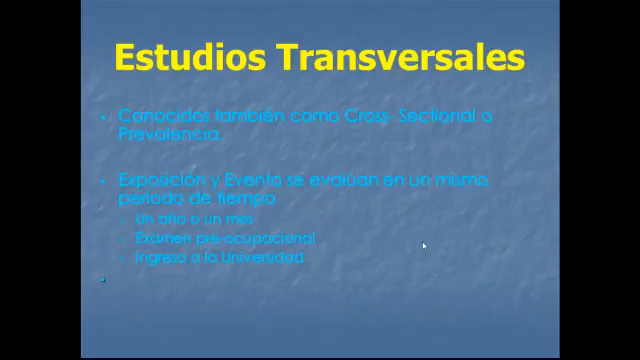 Estudios Transversales
Conocidos también como Cross- Sectional o
Prevalencia.
Exposición y Evento se evalúan en un mismo
periodo de tiempo
Un año o un mes
Examen pre-ocupacional
Ingreso a la Universidad